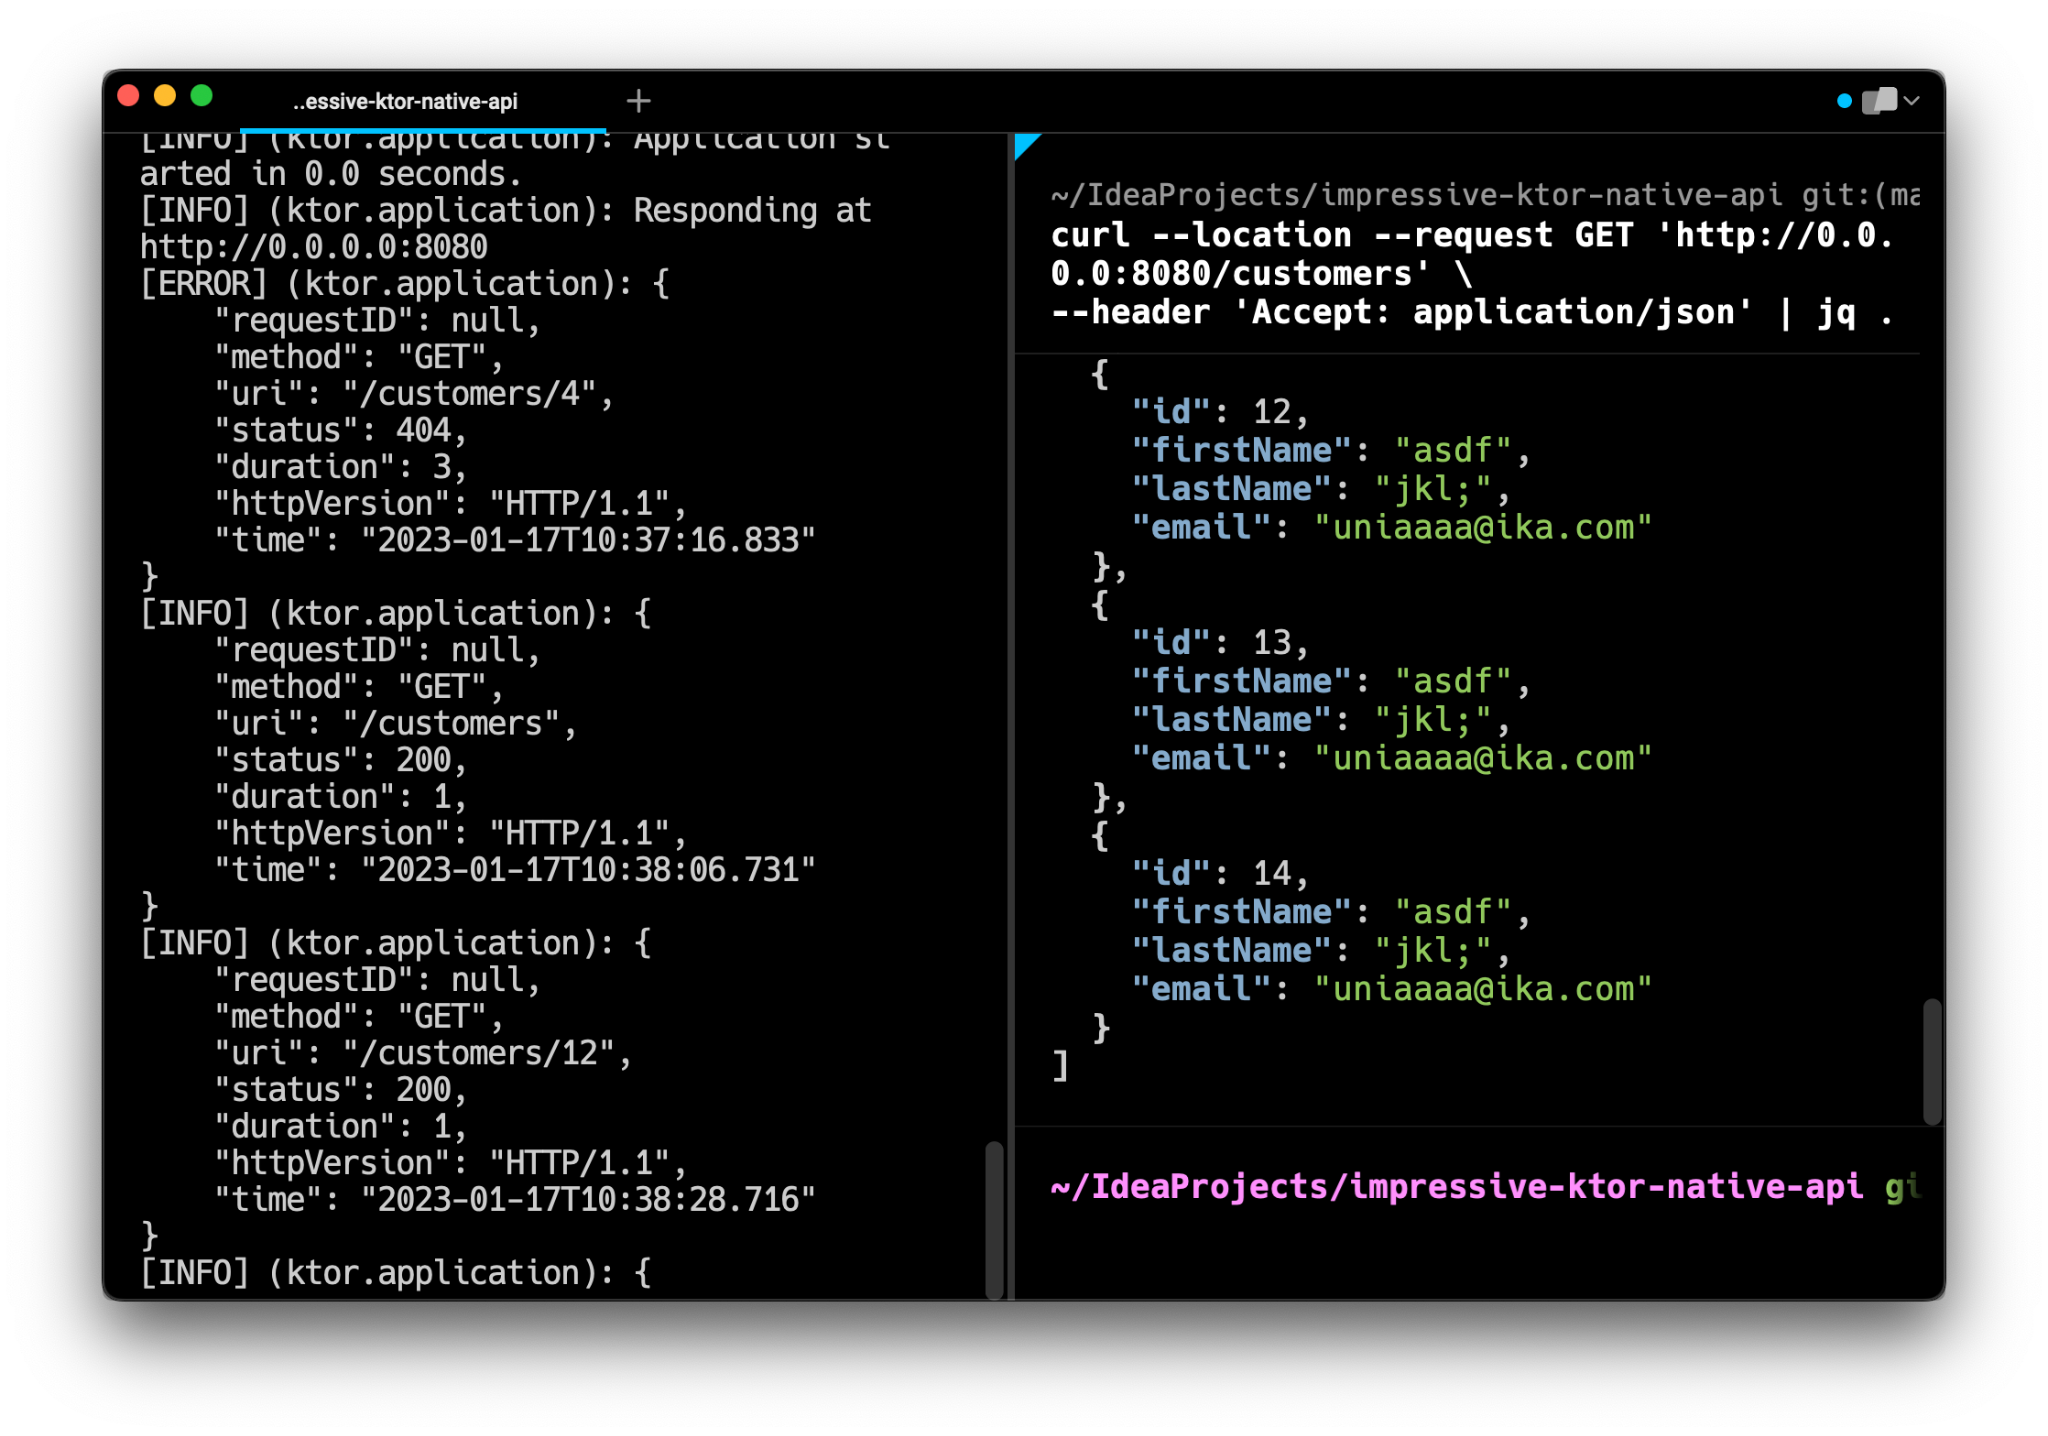 ..essive-ktor-native-api
[INFO] (ktor.application): Application st
arted in 0.0 seconds.
[INFO] (ktor.application): Responding at
http://0.0.0.0:8080
[ERROR] (ktor.application): {
    "requestID": null,
    "method": "GET",
    "uri": "/customers/4",
    "status": 404,
    "duration": 3,
    "httpVersion": "HTTP/1.1",
    "time": "2023-01-17T10:37:16.833"
}
[INFO] (ktor.application): {
    "requestID": null,
    "method": "GET",
    "uri": "/customers",
    "status": 200,
    "duration": 1,
    "httpVersion": "HTTP/1.1",
    "time": "2023-01-17T10:38:06.731"
}
[INFO] (ktor.application): {
    "requestID": null,
    "method": "GET",
    "uri": "/customers/12",
    "status": 200,
    "duration": 1,
    "httpVersion": "HTTP/1.1",
    "time": "2023-01-17T10:38:28.716"
}
[INFO] (ktor.application): {
~/IdeaProjects/impressive-ktor-native-api git:(ma
curl --location --request GET 'http://0.0.
0.0:8080/customers' \
--header 'Accept: application/json' | jq .
  {
    "id": 12,
    "firstName": "asdf",
    "lastName": "jkl;",
    "email": "uniaaaa@ika.com"
  },
  {
    "id": 13,
    "firstName": "asdf",
    "lastName": "jkl;",
    "email": "uniaaaa@ika.com"
  },
  {
    "id": 14,
    "firstName": "asdf",
    "lastName": "jkl;",
    "email": "uniaaaa@ika.com"
  }
]
~/IdeaProjects/impressive-ktor-native-api gi